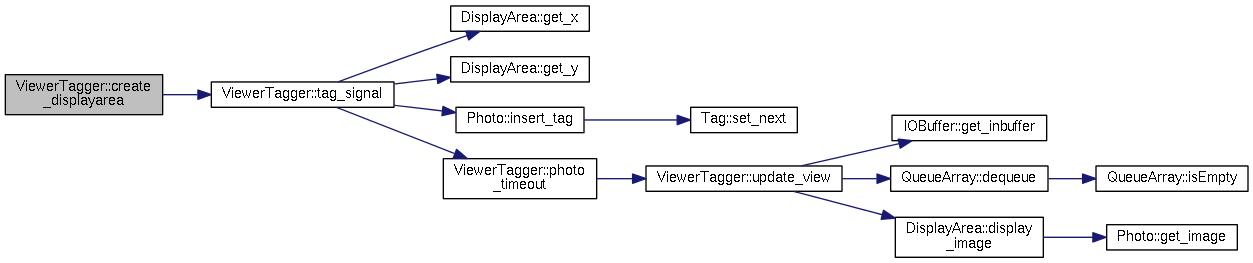 ViewerTagger::create
_displayarea
ViewerTagger::tag_signal
DisplayArea::get_x
DisplayArea::get_y
Photo::insert_tag
Tag::set_next
ViewerTagger::photo
_timeout
ViewerTagger::update_view
IOBuffer::get_inbuffer
QueueArray::dequeue
QueueArray::isEmpty
DisplayArea::display
_image
Photo::get_image